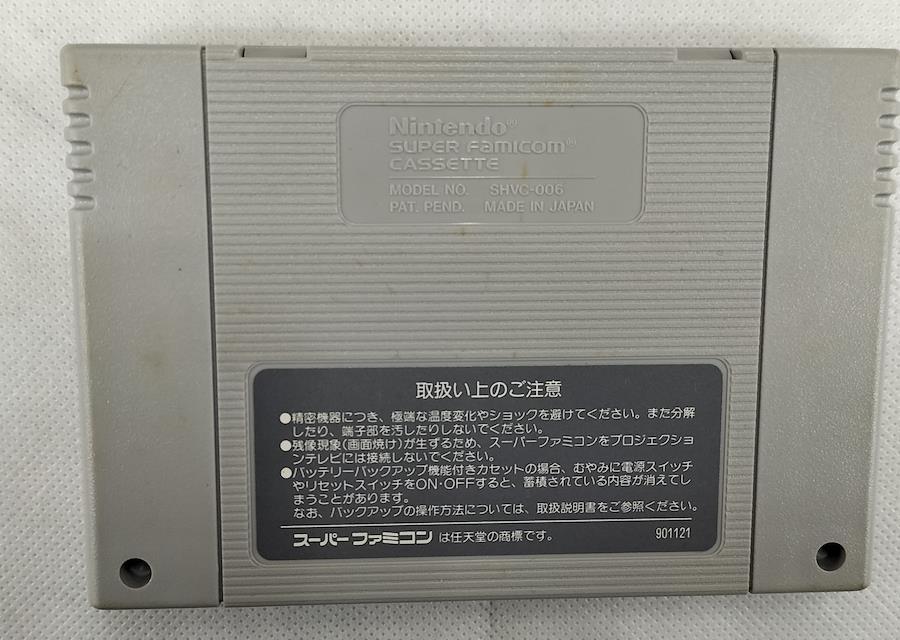 Nintendo®
SUPER FAMICOM®
CASSETTE
MODEL NO. SHVC-006
PAT. PEND. MADE IN JAPAN
取扱い上のご注意
●精密機器につき、極端な温度変化やショックを避けてください。また分解
したり、端子部を汚したりしないでください。
●残像現象(画面焼け)が生ずるため、スーパーファミコンをプロジェクショ
ンテレビには接続しないでください。
●バッテリーバックアップ機能付きカセットの場合、むやみに電源スイッチ
やリセットスイッチをON・OFFすると、蓄積されている内容が消えてし
まうことがあります。
なお、バックアップの操作方法については、取扱説明書をご参照ください。
スーパーファミコン は任天堂の商標です。 901121